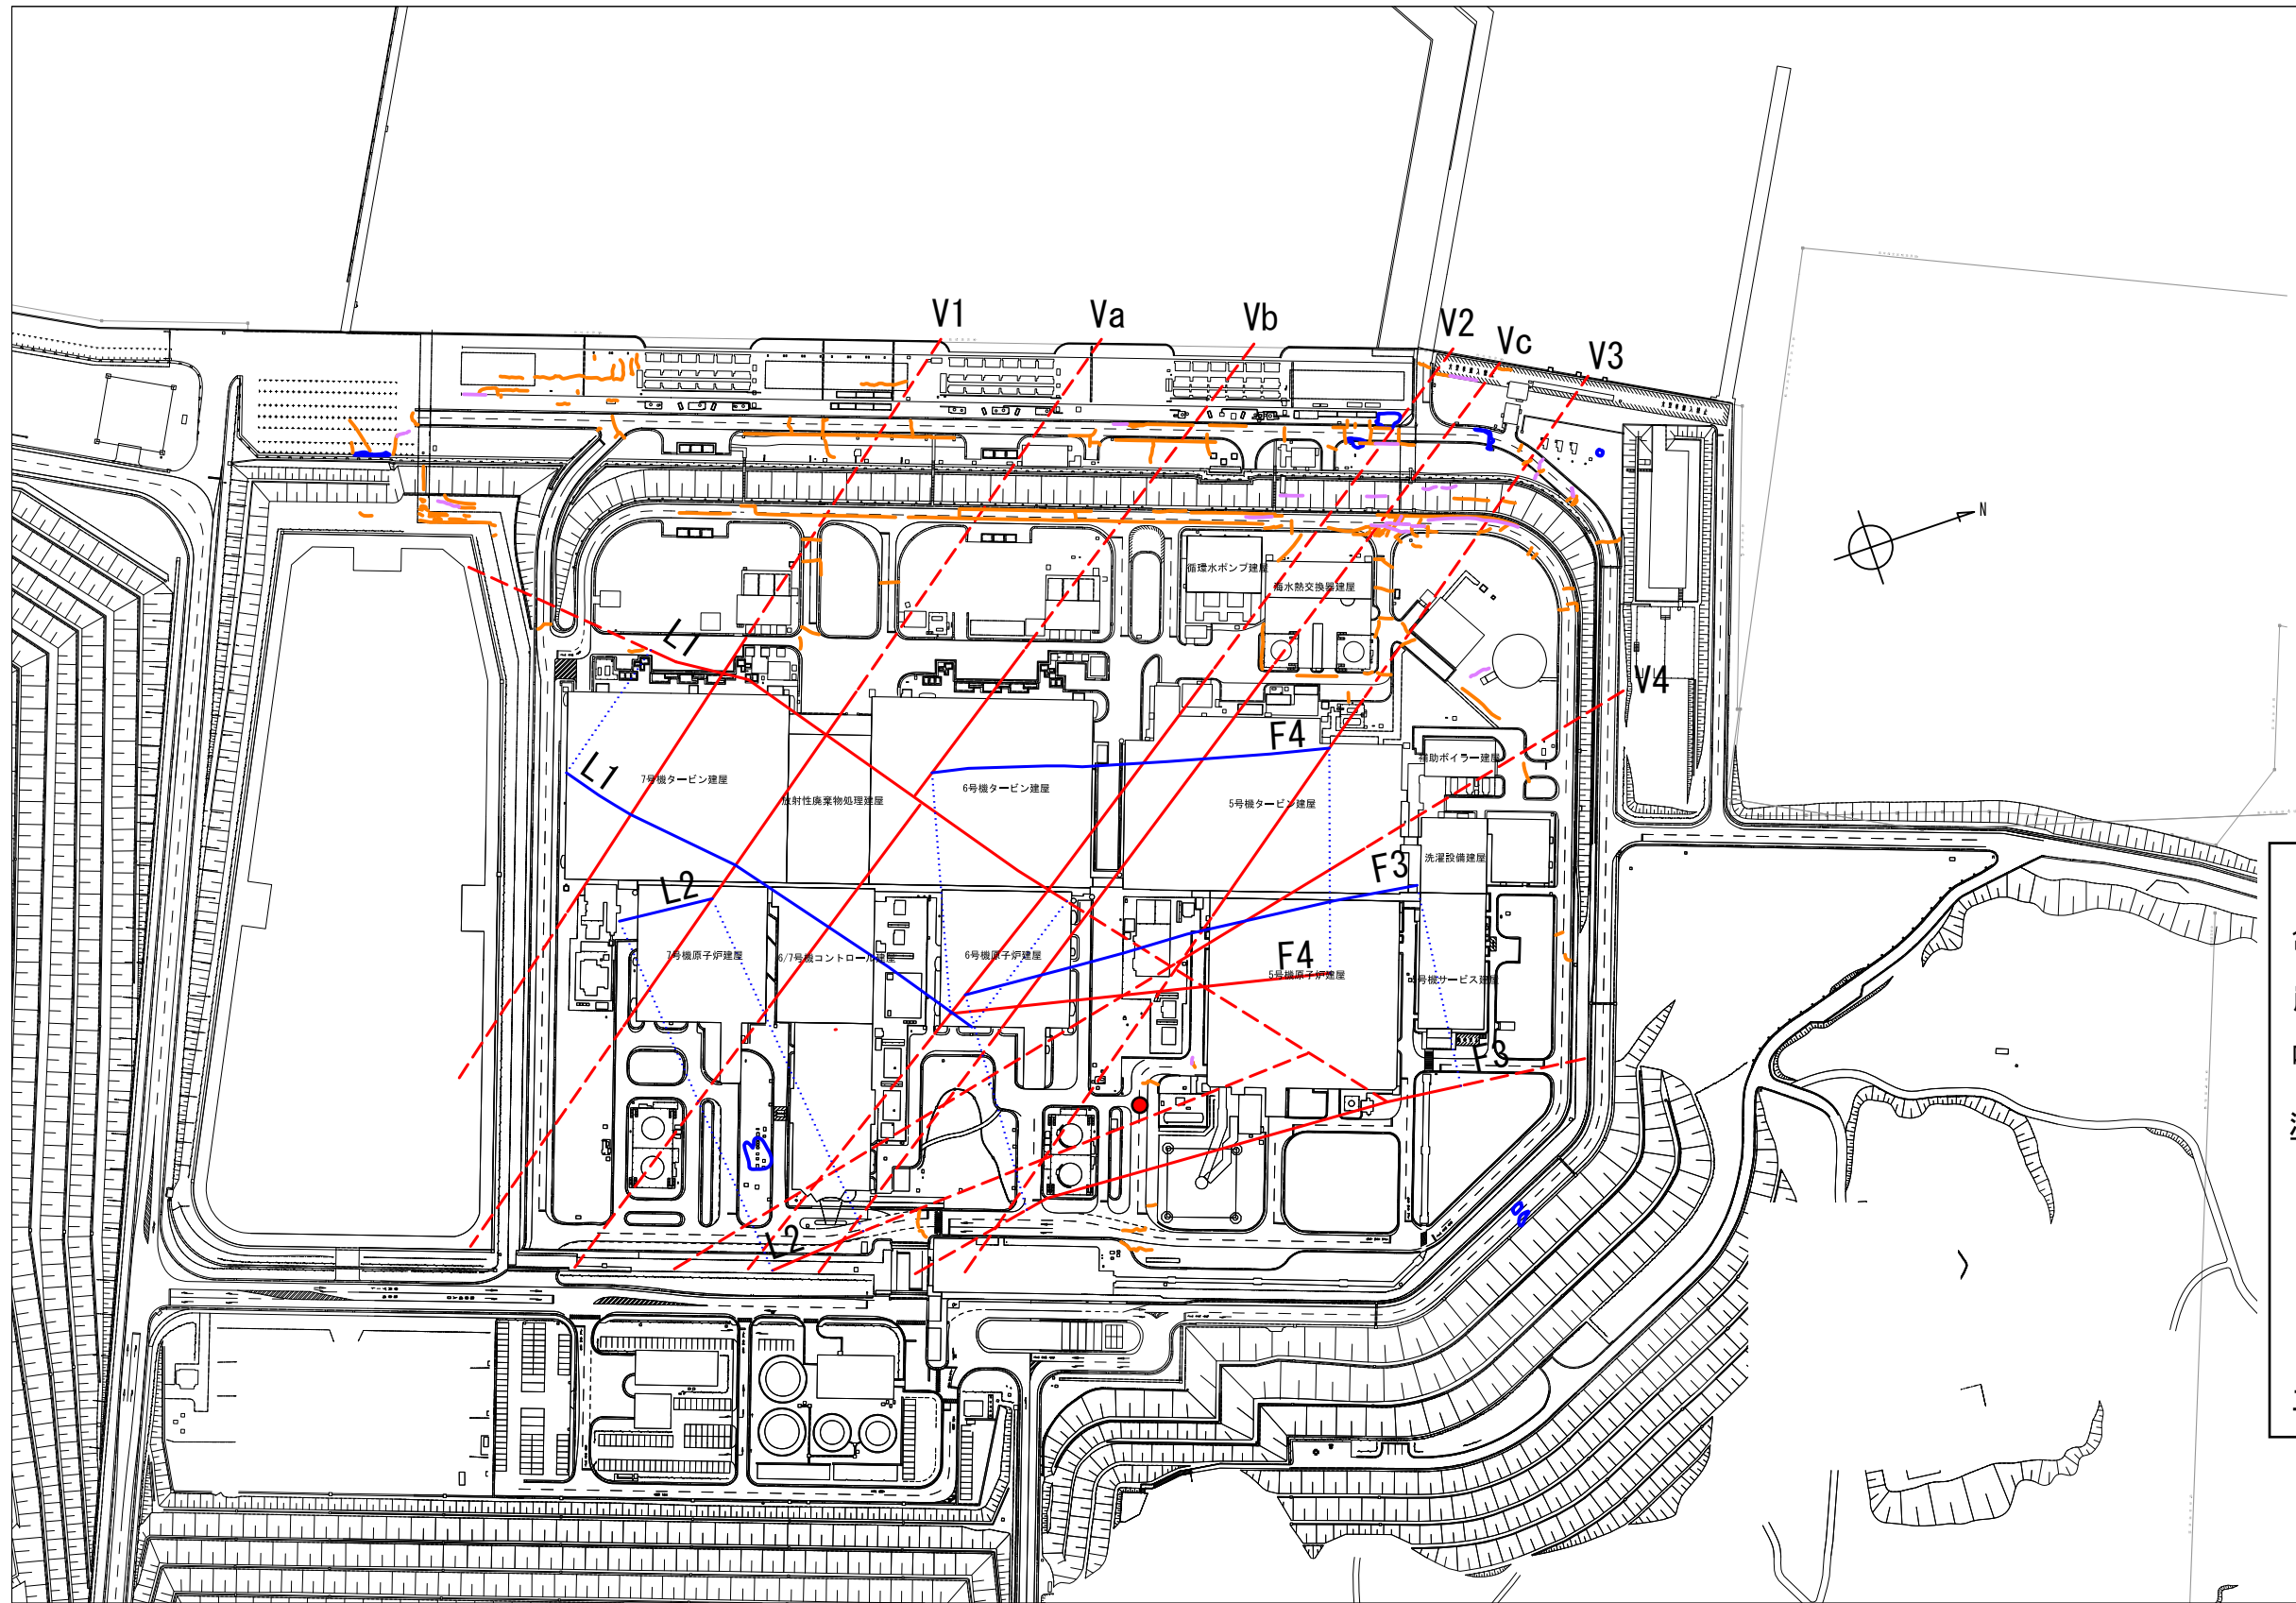 V1
Va
Vb
V2
Vc
V3
N
循環水ポンプ建屋
海水熱交換器建屋
L1
V4
F4
L1
7号機タービン建屋
放射性廃棄物処理建屋
6号機タービン建屋
5号機タービン建屋
補助ボイラー建屋
洗濯設備建屋
F3
L2
7号機原子炉建屋
6/7号機コントロール建屋
6号機原子炉建屋
F4
5号機原子炉建屋
号機サービス建屋
F3
L2